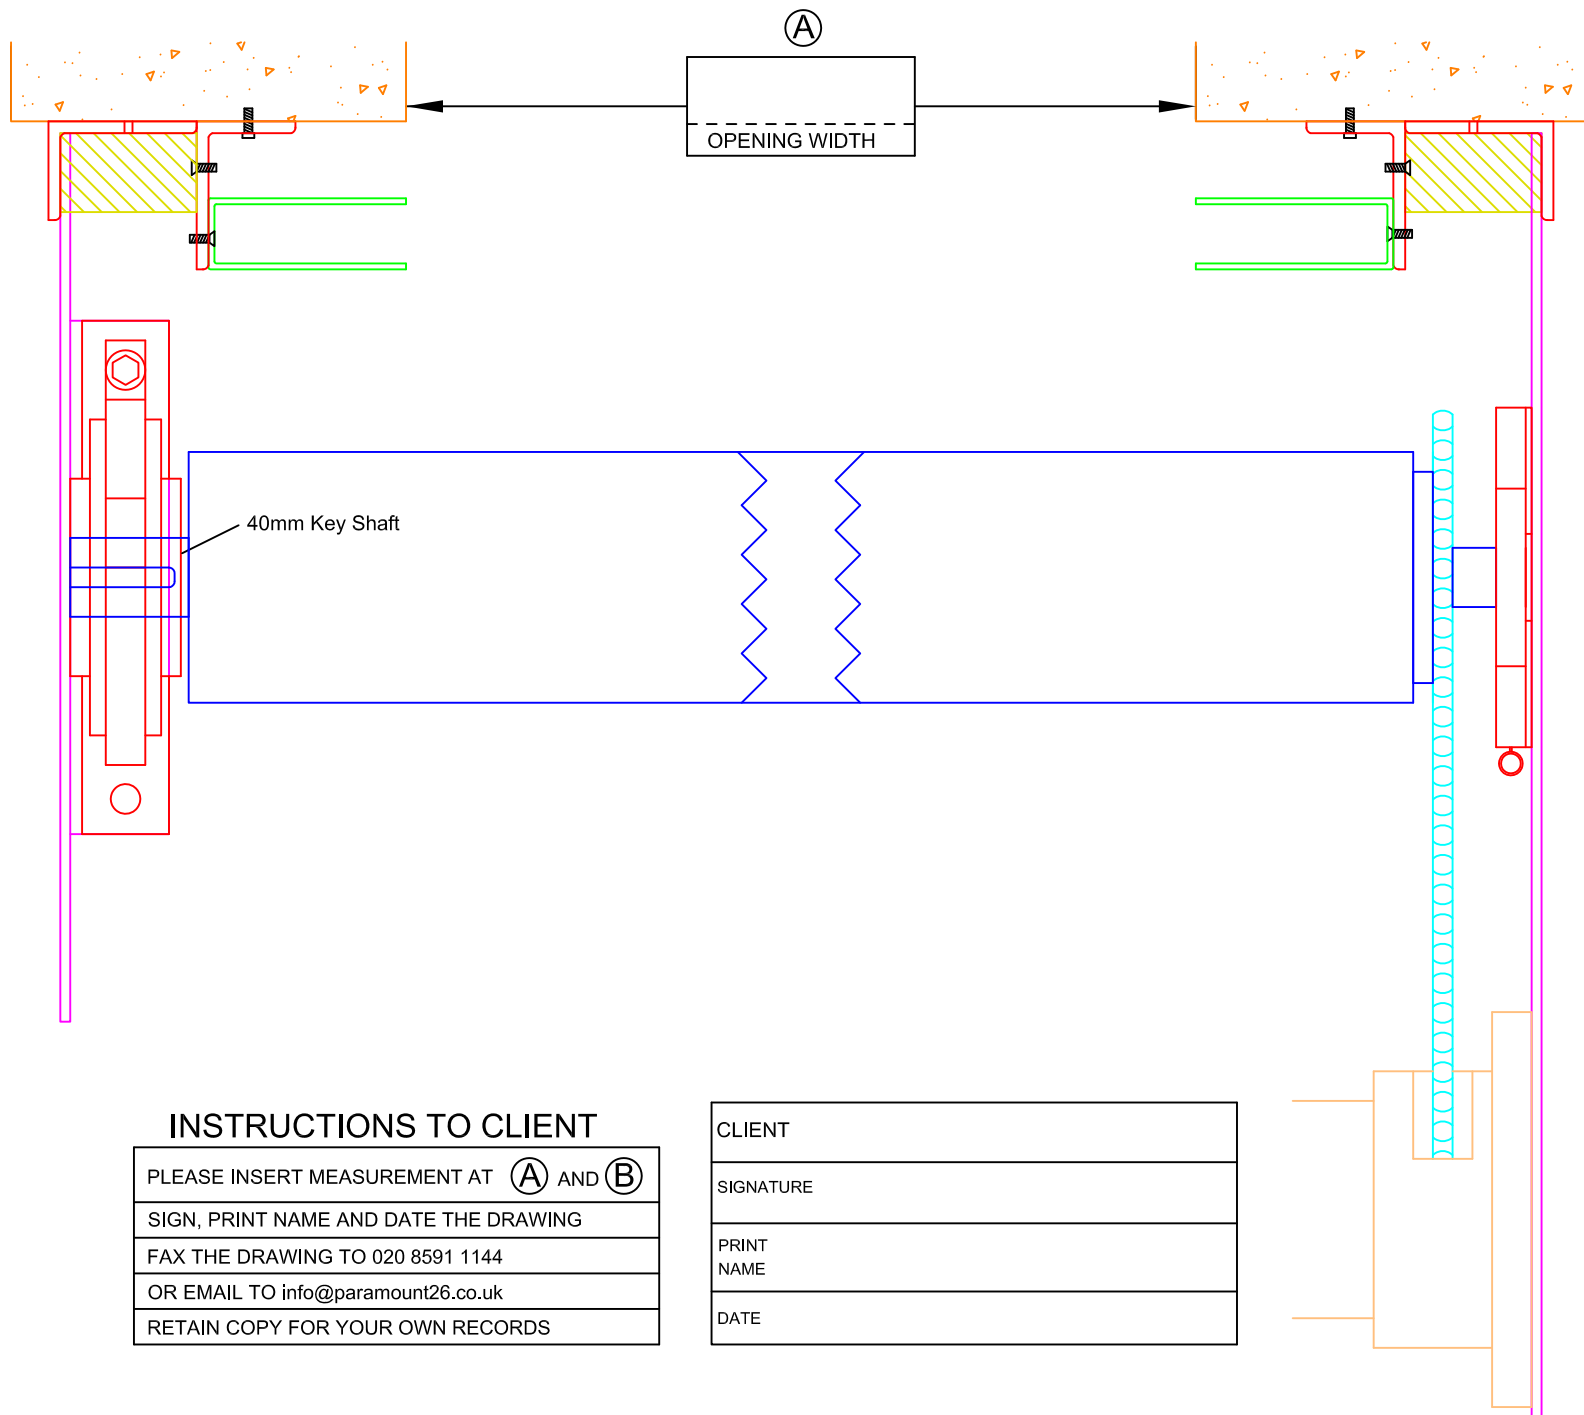 A
OPENING WIDTH
40mm Key Shaft
INSTRUCTIONS TO CLIENT
PLEASE INSERT MEASUREMENT AT A AND B
SIGN, PRINT NAME AND DATE THE DRAWING
FAX THE DRAWING TO 020 8591 1144
OR EMAIL TO info@paramount26.co.uk
RETAIN COPY FOR YOUR OWN RECORDS
CLIENT
SIGNATURE
PRINT
NAME
DATE